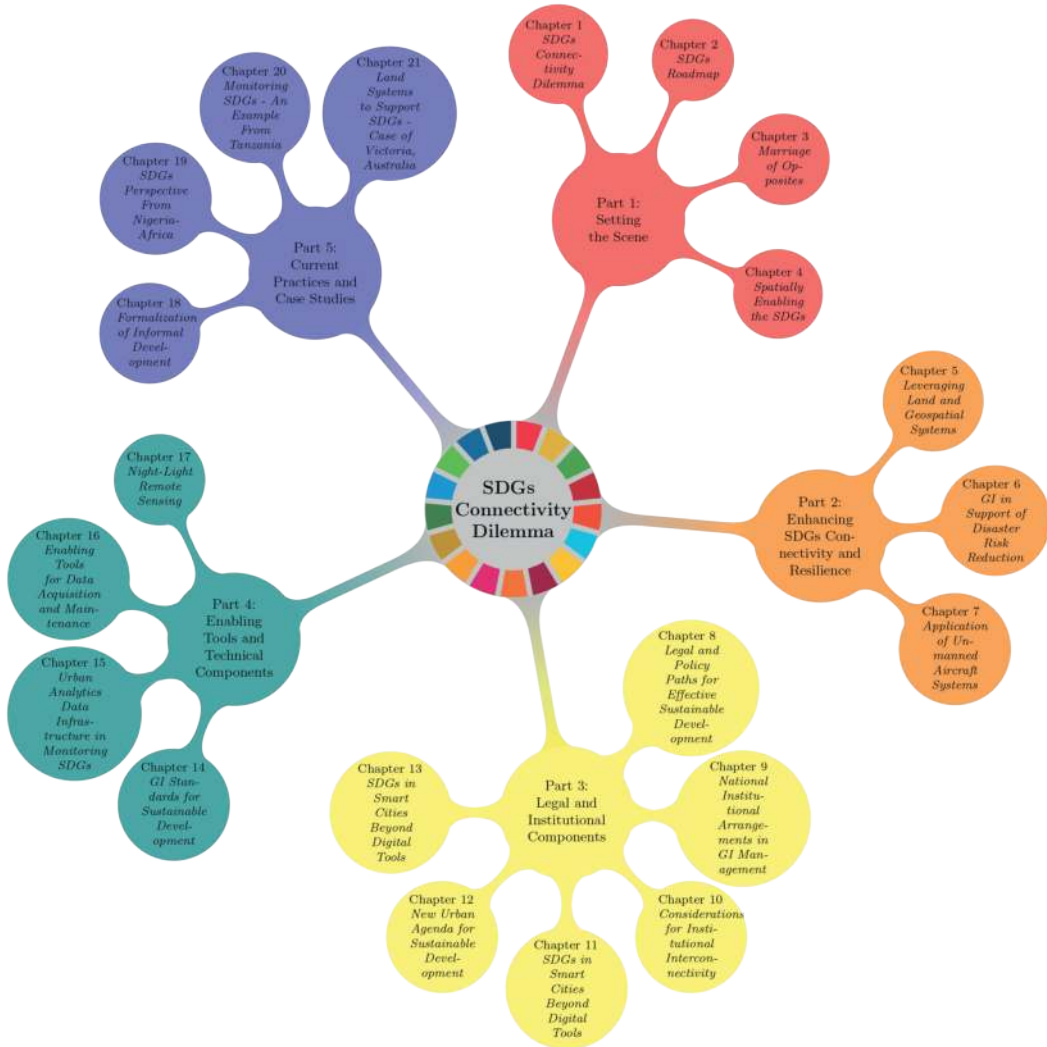 SDGs
Connectivity
Dilemma
Part 1:
Setting
the Scene
Chapter 1
SDGs
Connec-
tivity
Dilemma
Chapter 2
SDGs
Roadmap
Chapter 3
Marriage
of Op-
posites
Chapter 4
Spatially
Enabling
the SDGs
Part 2:
Enhancing
SDGs Con-
nectivity and
Resilience
Chapter 5
Leveraging
Land and
Geospatial
Systems
Chapter 6
GI in
Support of
Disaster
Risk
Reduction
Chapter 7
Application
of Un-
manned
Aircraft
Systems
Part 3:
Legal and
Institutional
Components
Chapter 8
Legal and
Policy
Paths for
Effective
Sustainable
Devel-
opment
Chapter 9
National
Institu-
tional
Arrange-
ments in
GI Man-
agement
Chapter 10
Considerations
for Insti-
tutional
Interconnectivity
Chapter 11
SDGs in
Smart
Cities
Beyond
Digital
Tools
Chapter 12
New Urban
Agenda for
Sustainable
Devel-
opment
Chapter 13
SDGs in
Smart
Cities
Beyond
Digital
Tools
Part 4:
Enabling
Tools and
Technical
Components
Chapter 14
GI Stan-
dards for
Sustainable
Devel-
opment
Chapter 15
Urban
Analytics
Data
Infras-
tructure in
Monitoring
SDGs
Chapter 16
Enabling
Tools
for Data
Acquisition
and Main-
tenance
Chapter 17
Night-Light
Remote
Sensing
Part 5:
Current
Practices and
Case Studies
Chapter 18
Formalization
of Informal
Devel-
opment
Chapter 19
SDGs
Perspective
From
Nigeria-
Africa
Chapter 20
Monitoring
SDGs - An
Example
From
Tanzania
Chapter 21
Land
Systems
to Support
SDGs -
Case of
Victoria,
Australia